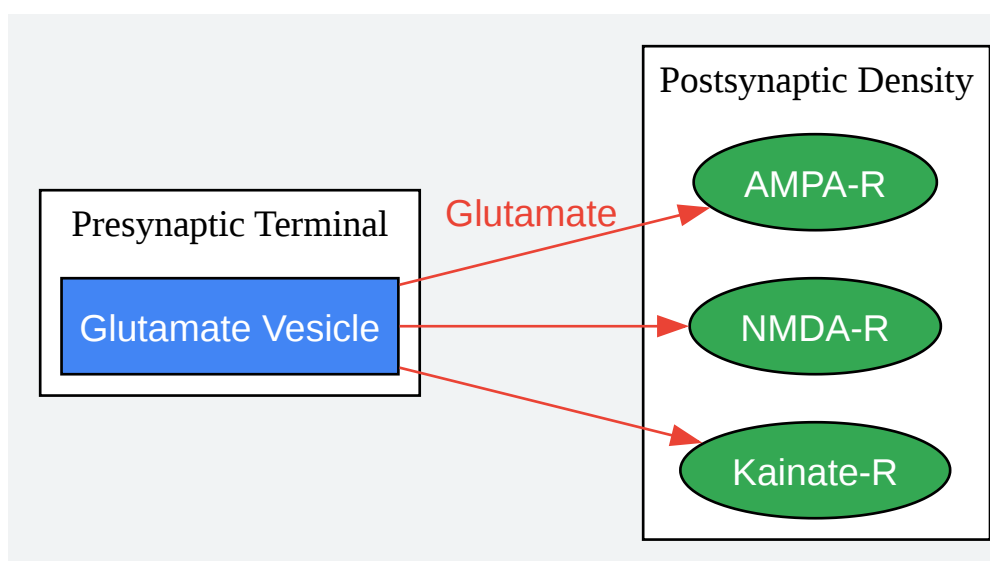 Postsynaptic Density
AMPA-R
Glutamate
Presynaptic Terminal
Glutamate Vesicle
NMDA-R
Kainate-R